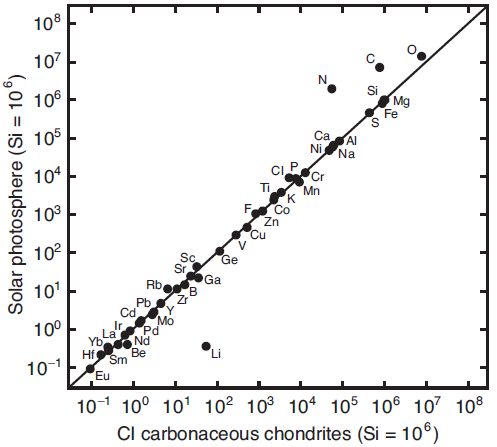 Solar photosphere (Si = 10^6)
10^8
10^7
10^6
10^5
10^4
10^3
10^2
10^1
10^0
10^−1
O
C
N
Si
Mg
Fe
S
Ca
Al
Ni
Na
Cl
P
Cr
Ti
Mn
K
F
Co
Zn
Cu
V
Ge
Sc
Sr
Ga
Rb
B
Zr
Pb
Y
Cd
Mo
Ir
Pd
La
Nd
Yb
Be
Hf
Sm
Eu
Li
10^−1
10^0
10^1
10^2
10^3
10^4
10^5
10^6
10^7
10^8
CI carbonaceous chondrites (Si = 10^6)